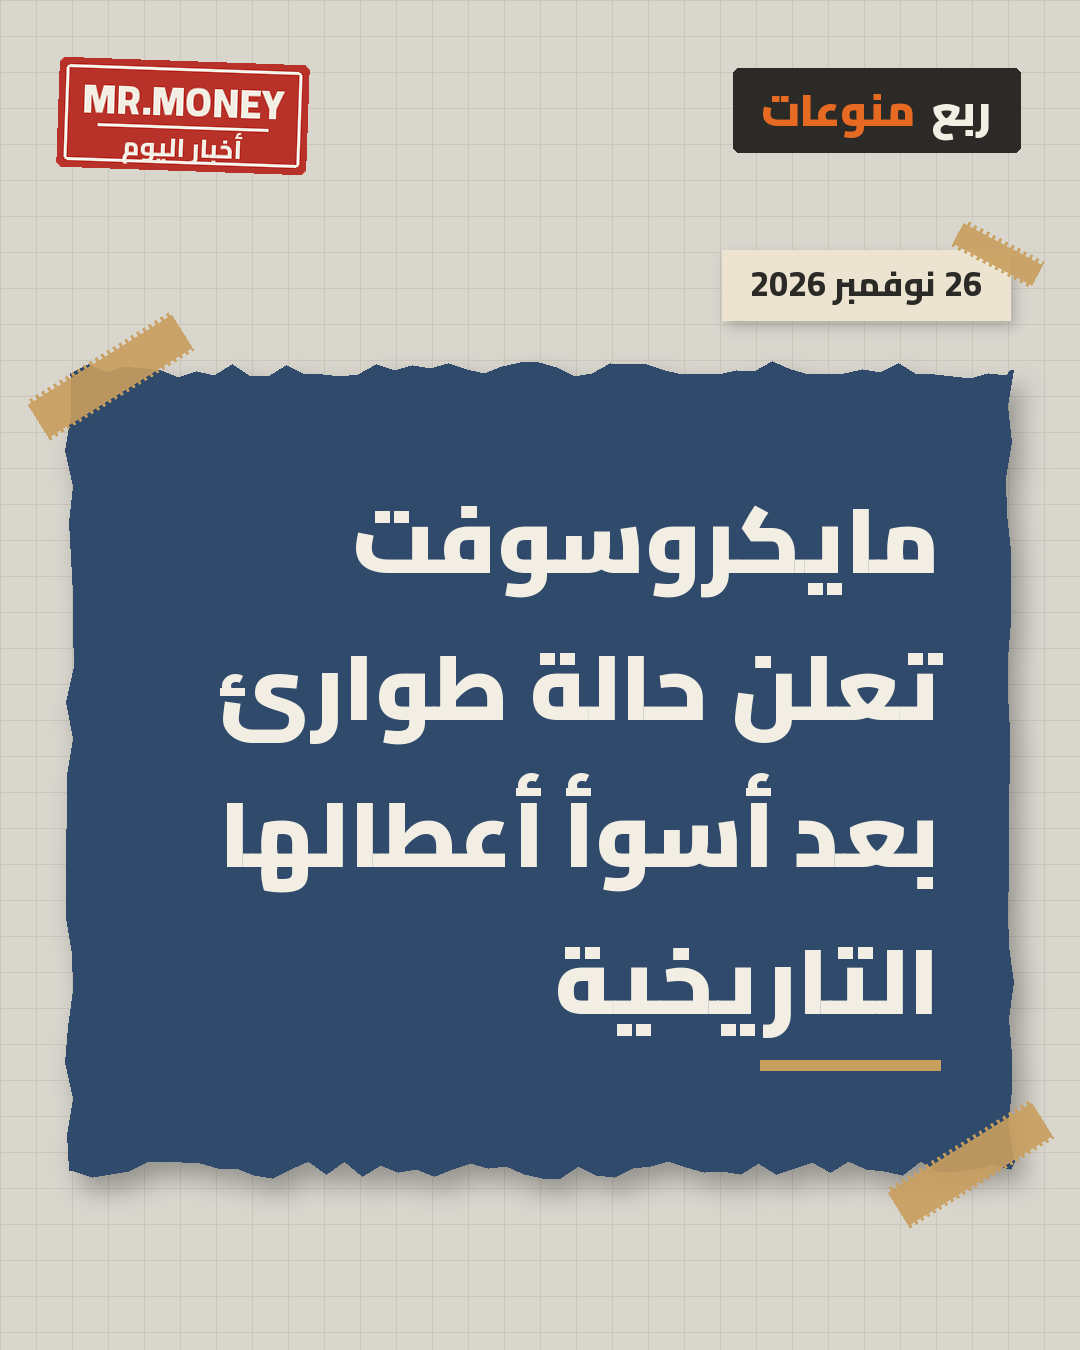 MR.MONEY
أخبار اليوم
ربع منوعات
26 نوفمبر 2026
مايكروسوفت
تعلن حالة طوارئ
بعد أسوأ أعطالها
التاريخية